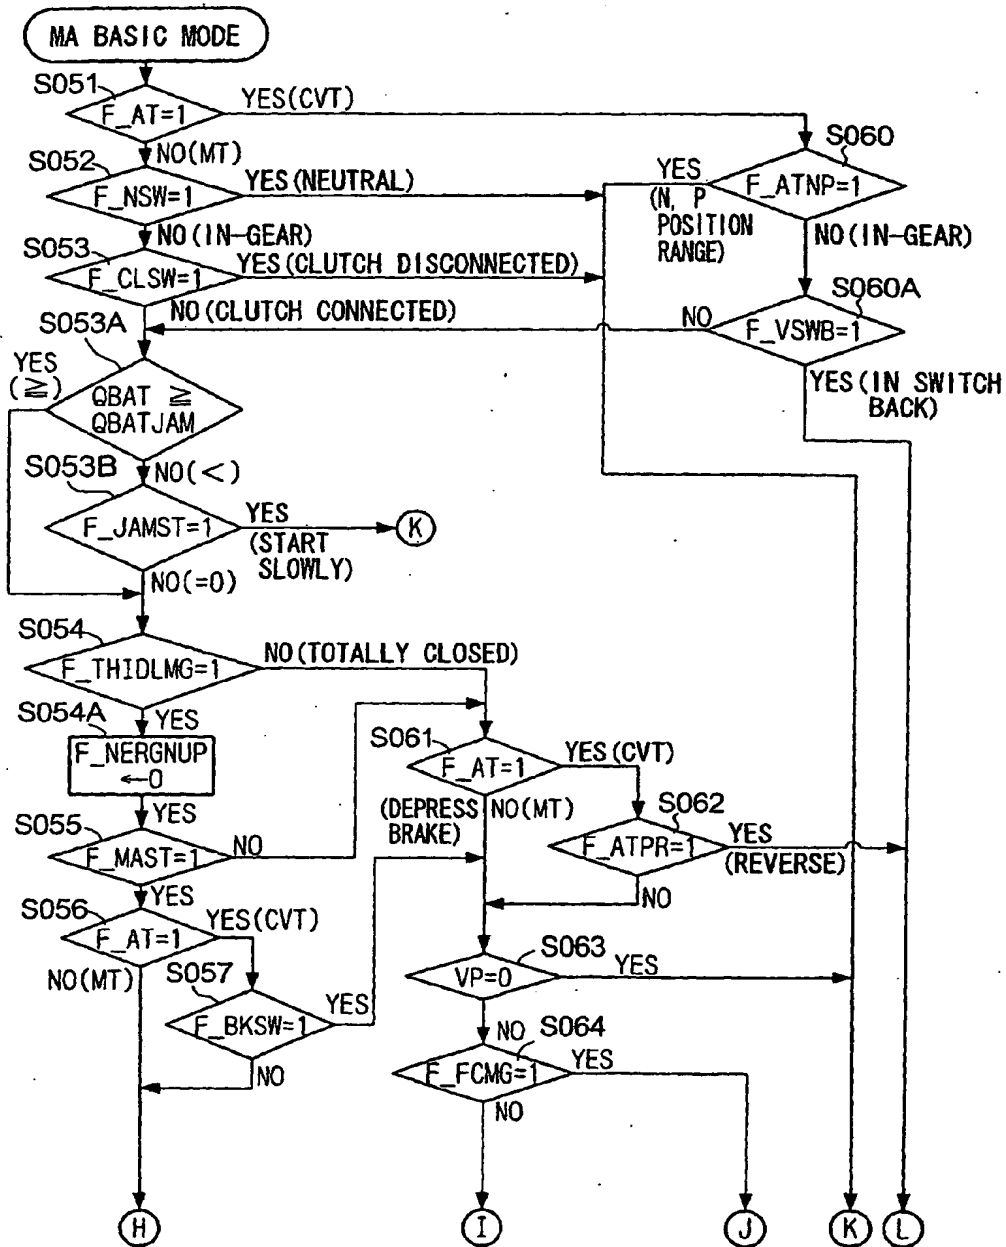 MA BASIC MODE
S051
F_AT=1
YES(CVT)
NO(MT)
S052
F_NSW=1
YES(NEUTRAL)
NO(IN-GEAR)
S053
F_CLSW=1
YES(CLUTCH DISCONNECTED)
NO(CLUTCH CONNECTED)
S060
F_ATNP=1
YES
(N, P
POSITION
RANGE)
NO(IN-GEAR)
S060A
F_VSWB=1
NO
YES(IN SWITCH
BACK)
S053A
YES
(≧)
QBAT ≧
QBATJAM
NO(<)
S053B
F_JAMST=1
YES
(START
SLOWLY)
K
NO(=0)
S054
F_THIDLMG=1
NO(TOTALLY CLOSED)
YES
S054A
F_NERGNUP
←0
YES
S055
F_MAST=1
NO
YES
S056
F_AT=1
YES(CVT)
NO(MT)
S057
F_BKSW=1
YES
NO
S061
F_AT=1
YES(CVT)
(DEPRESS
BRAKE)
NO(MT)
S062
F_ATPR=1
YES
(REVERSE)
NO
S063
VP=0
YES
NO
S064
F_FCMG=1
YES
NO
H
I
J
K
L